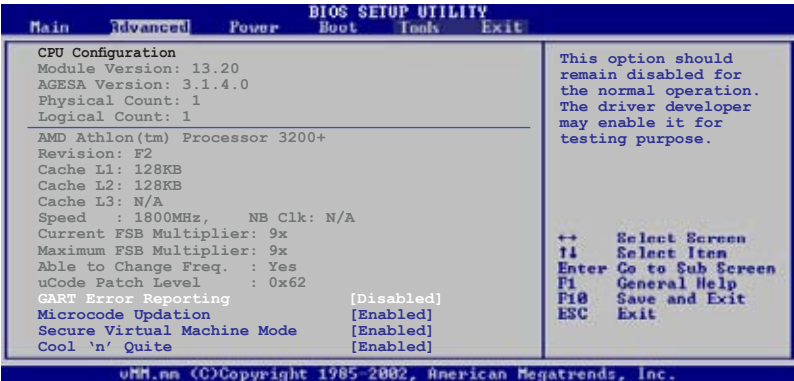 BIOS SETUP UTILITY
Main Advanced Power Boot Tools Exit
CPU Configuration
Module Version: 13.20
AGESA Version: 3.1.4.0
Physical Count: 1
Logical Count: 1
AMD Athlon(tm) Processor 3200+
Revision: F2
Cache L1: 128KB
Cache L2: 128KB
Cache L3: N/A
Speed : 1800MHz, NB Clk: N/A
Current FSB Multiplier: 9x
Maximum FSB Multiplier: 9x
Able to Change Freq. : Yes
uCode Patch Level : 0x62
GART Error Reporting [Disabled]
Microcode Updation [Enabled]
Secure Virtual Machine Mode [Enabled]
Cool ‘n’ Quite [Enabled]
This option should
remain disabled for
the normal operation.
The driver developer
may enable it for
testing purpose.
↔ Select Screen
↑↓ Select Item
Enter Go to Sub Screen
F1 General Help
F10 Save and Exit
ESC Exit
vMM.nn (C)Copyright 1985-2002, American Megatrends, Inc.